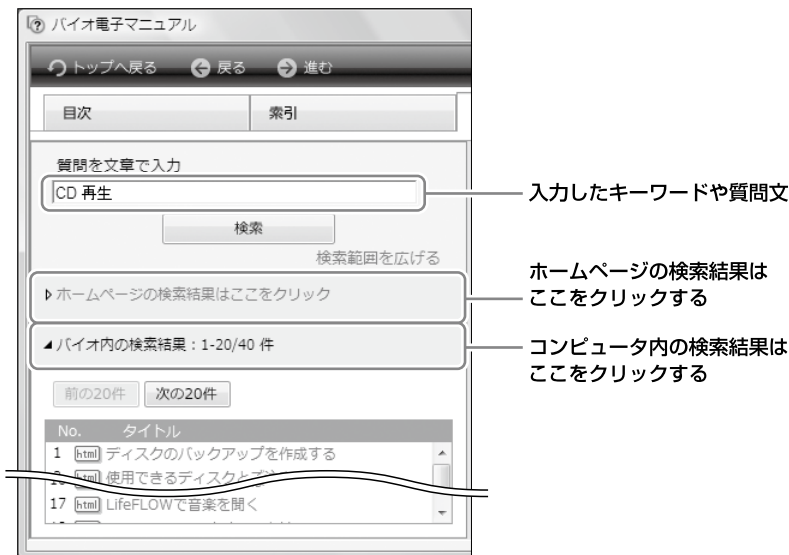 バイオ電子マニュアル
トップへ戻る 戻る 進む
目次 索引
質問を文章で入力
CD 再生
入力したキーワードや質問文
検索
検索範囲を広げる
ホームページの検索結果はここをクリック
ホームページの検索結果は
ここをクリックする
バイオ内の検索結果：1-20/40 件
コンピュータ内の検索結果は
ここをクリックする
前の20件 次の20件
No. タイトル
1 html ディスクのバックアップを作成する
html 使用できるディスクと
17 html LifeFLOWで音楽を聞く